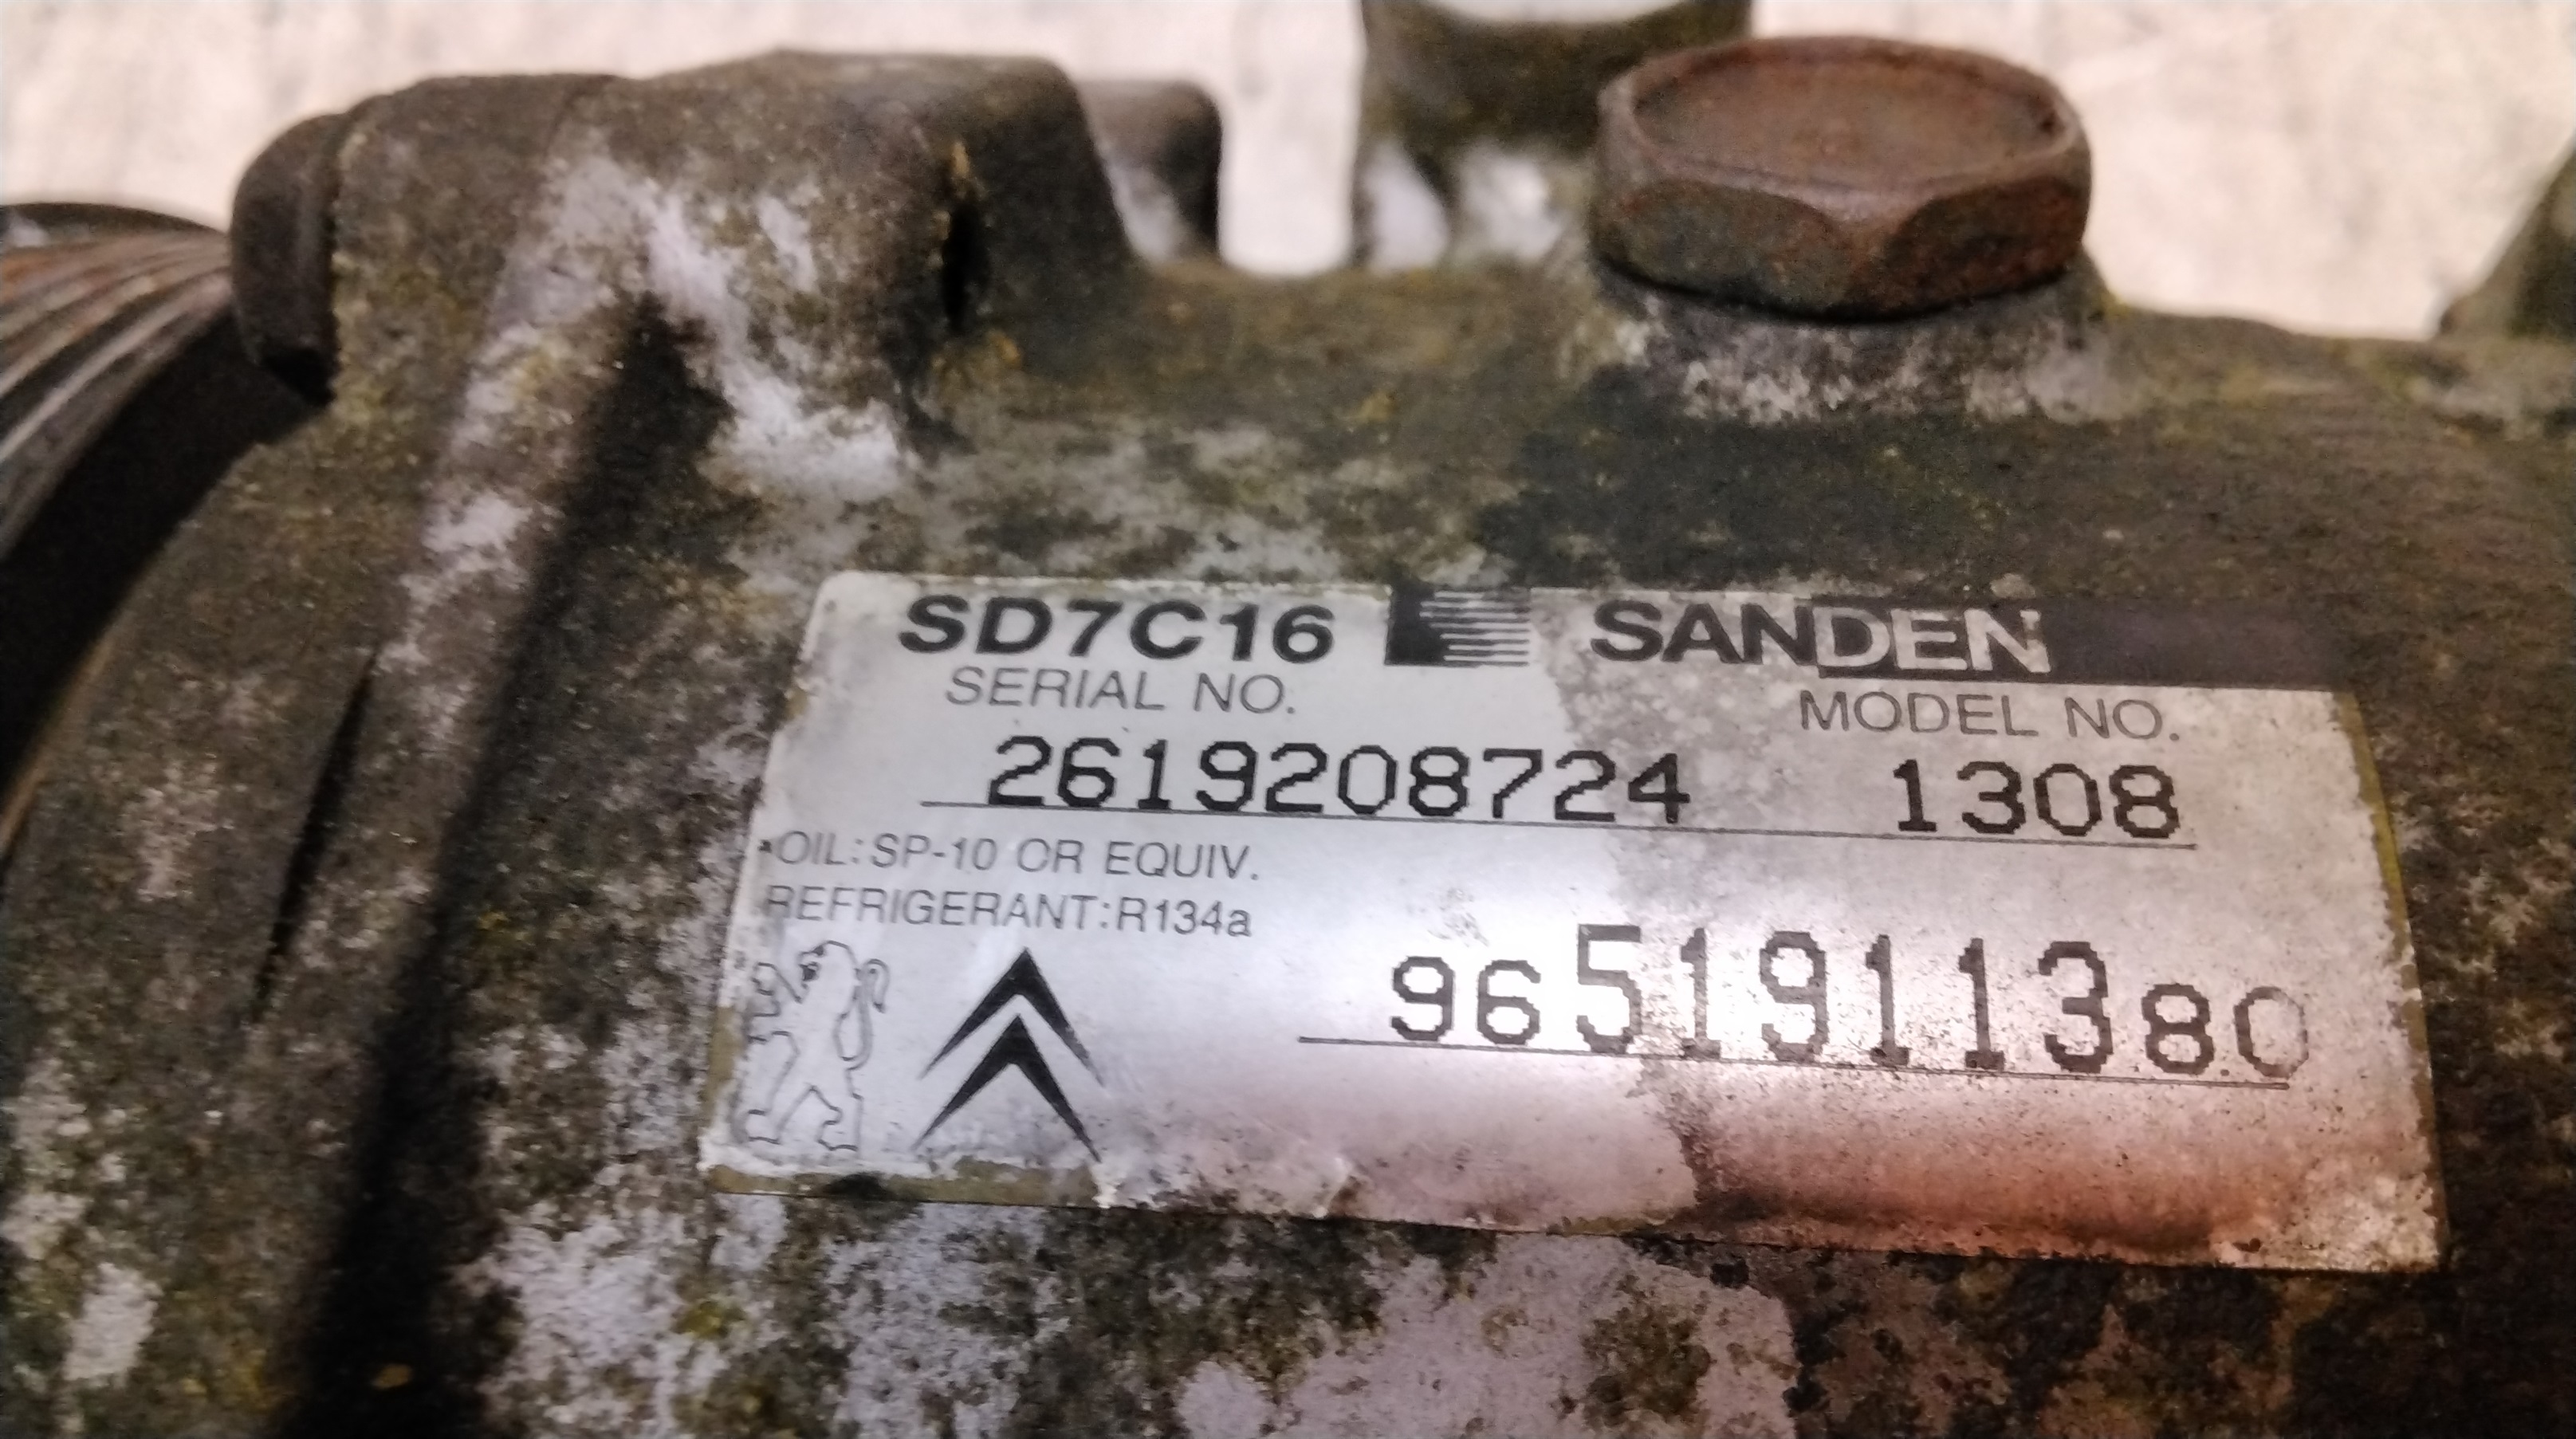 SD7C16 SANDEN
SERIAL NO. MODEL NO.
2619208724 1308
OIL:SP-10 OR EQUIV.
REFRIGERANT:R134a
9651911380